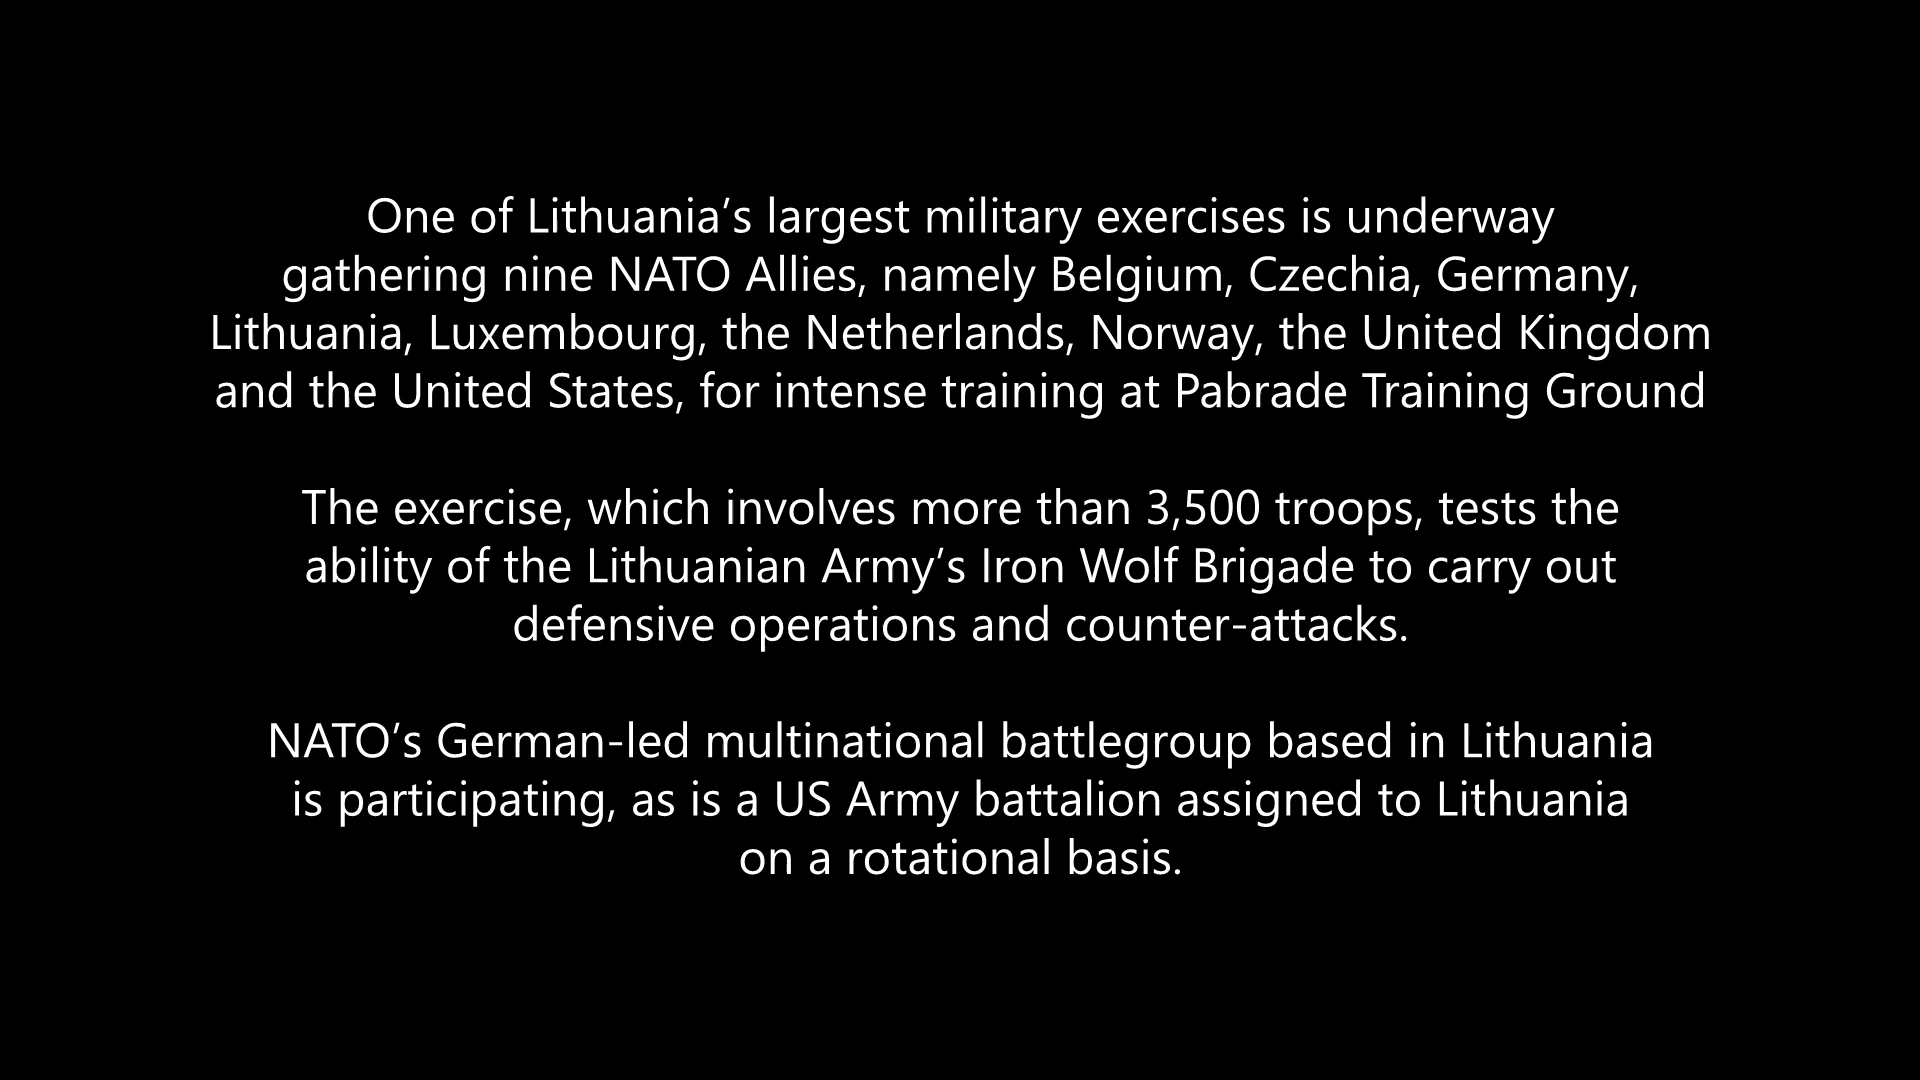 One of Lithuania’s largest military exercises is underway
gathering nine NATO Allies, namely Belgium, Czechia, Germany,
Lithuania, Luxembourg, the Netherlands, Norway, the United Kingdom
and the United States, for intense training at Pabrade Training Ground
The exercise, which involves more than 3,500 troops, tests the
ability of the Lithuanian Army’s Iron Wolf Brigade to carry out
defensive operations and counter-attacks.
NATO’s German-led multinational battlegroup based in Lithuania
is participating, as is a US Army battalion assigned to Lithuania
on a rotational basis.